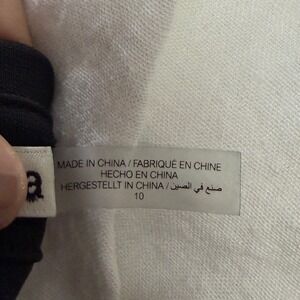 a
MADE IN CHINA / FABRIQUÉ EN CHINE
HECHO EN CHINA
HERGESTELLT IN CHINA / صنع في الصين
10